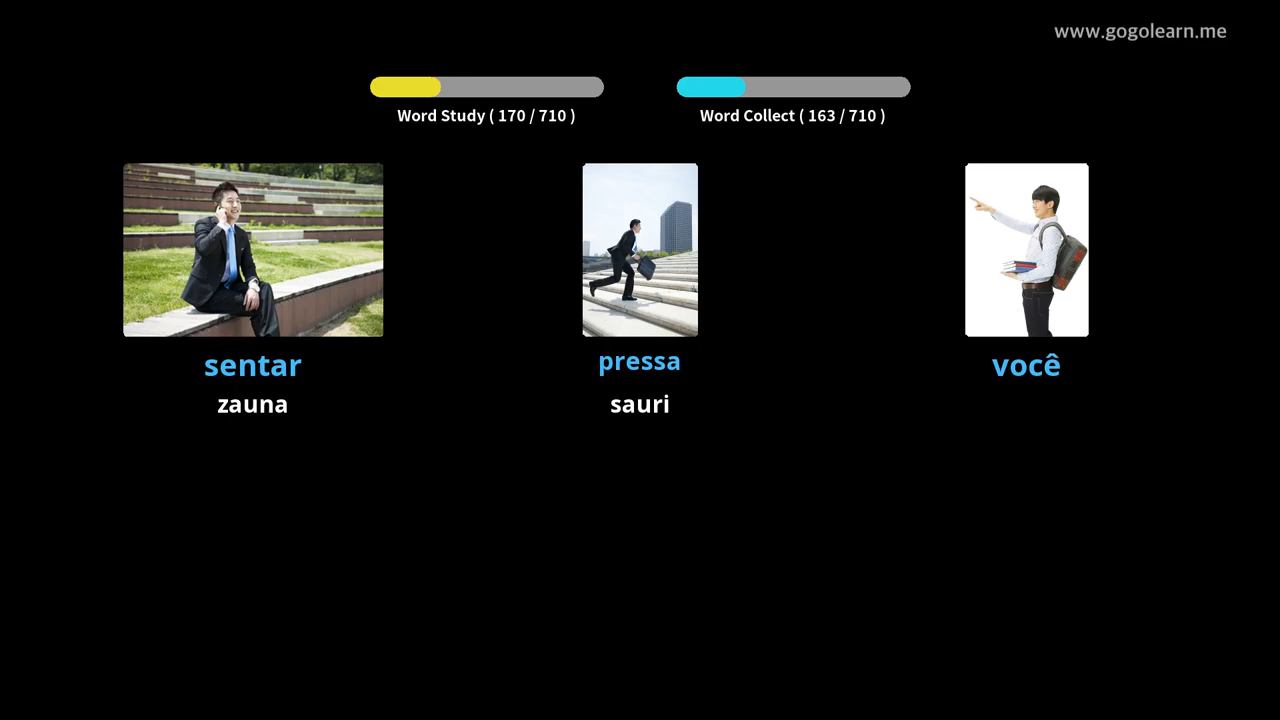 www.gogolearn.me
Word Study ( 170 / 710 )
Word Collect ( 163 / 710 )
sentar
pressa
você
zauna
sauri